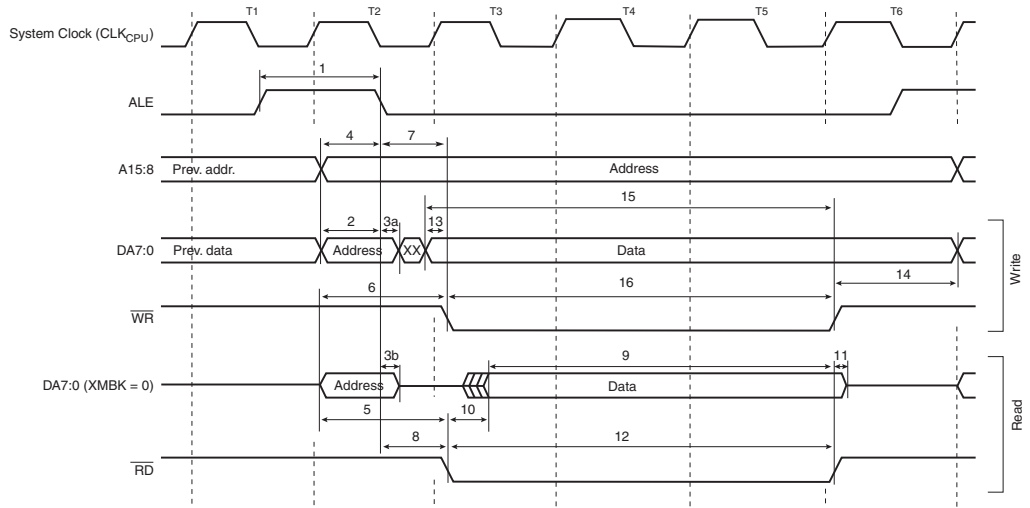 T1 T2 T3 T4 T5 T6
System Clock (CLKCPU)
1
ALE
4 7
A15:8 Prev. addr. Address
15
2 3a 13
DA7:0 Prev. data Address XX Data
Write
6 16 14
WR
3b 9 11
DA7:0 (XMBK = 0) Address Data
Read
5 10
8 12
RD